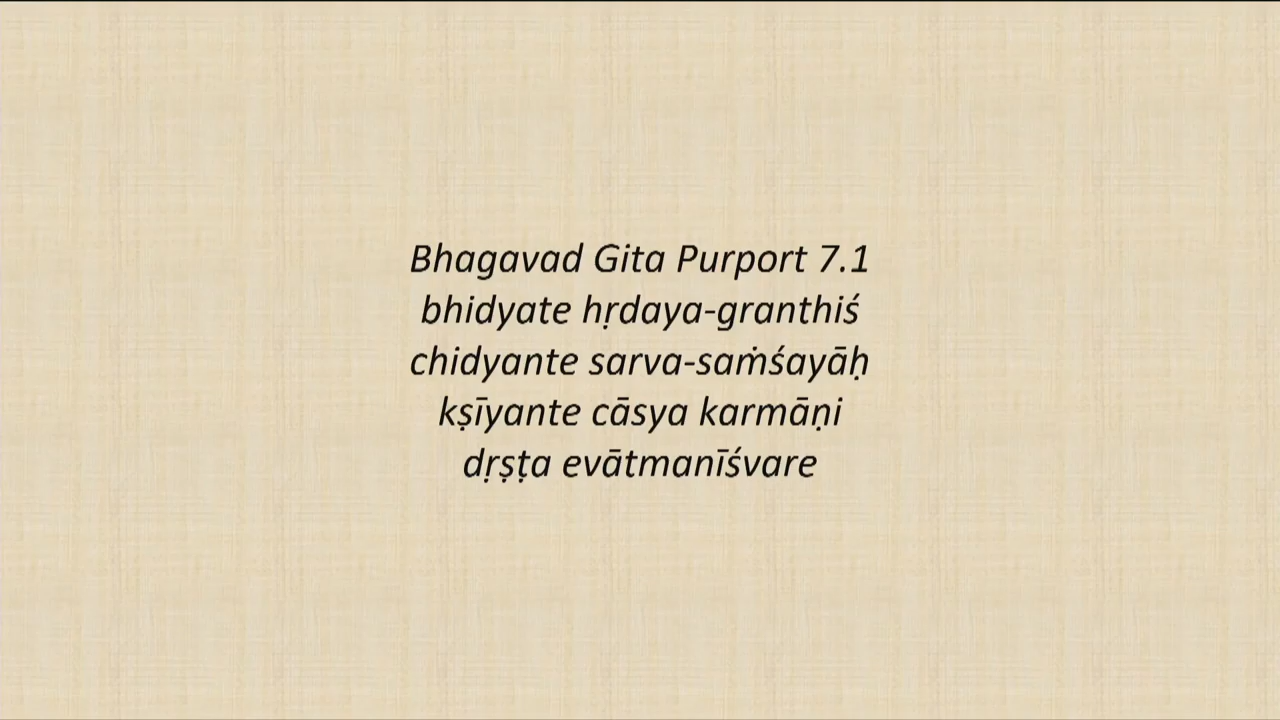 Bhagavad Gita Purport 7.1
bhidyate hṛdaya-granthiś
chidyante sarva-saṁśayāḥ
kṣīyante cāsya karmāṇi
dṛṣṭa evātmanīśvare